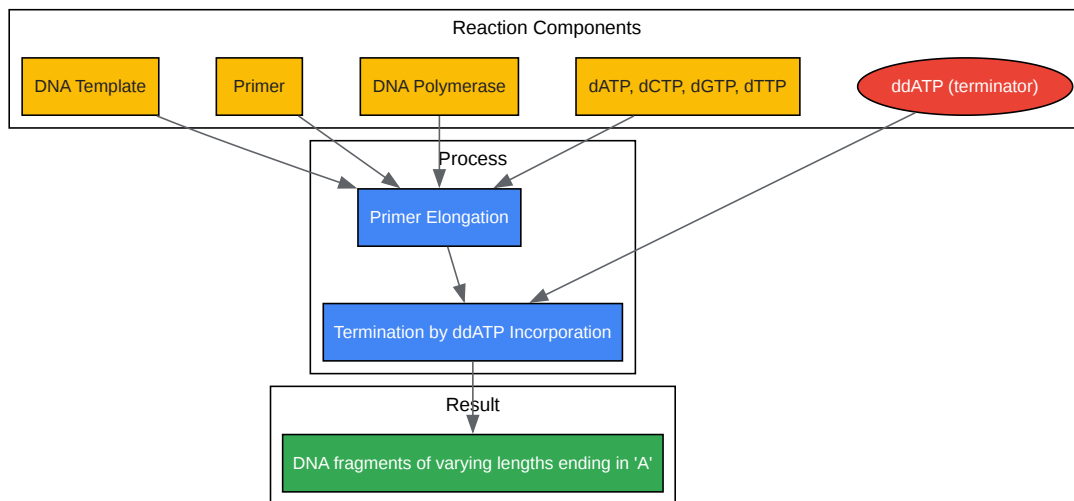 Reaction Components
DNA Template
Primer
DNA Polymerase
dATP, dCTP, dGTP, dTTP
ddATP (terminator)
Process
Primer Elongation
Termination by ddATP Incorporation
Result
DNA fragments of varying lengths ending in 'A'